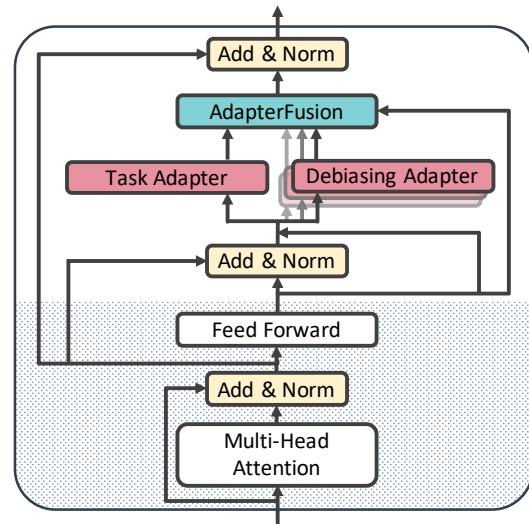 Add & Norm
AdapterFusion
Task Adapter
Debiasing Adapter
Add & Norm
Feed Forward
Add & Norm
Multi-Head
Attention